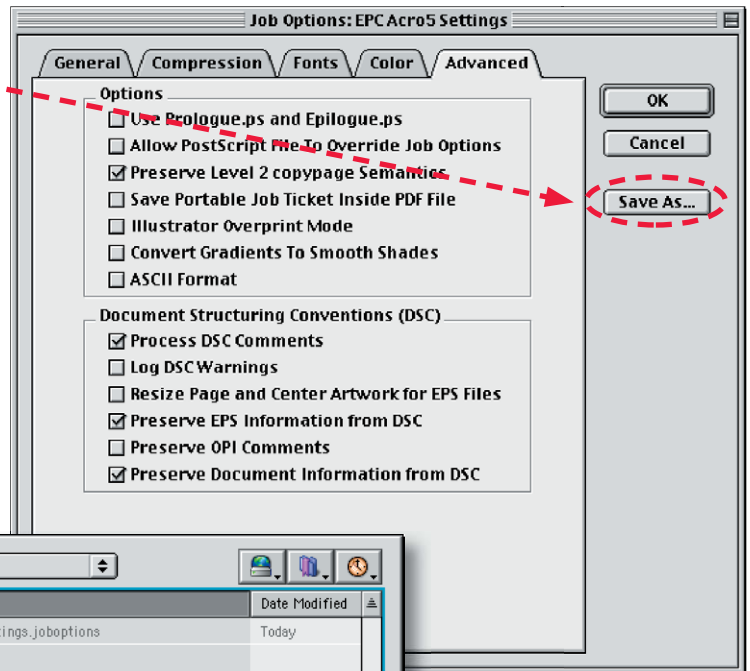 Job Options: EPC Acro5 Settings
General
Compression
Fonts
Color
Advanced
Options
Use Prologue.ps and Epilogue.ps
Allow PostScript File To Override Job Options
Preserve Level 2 copypage Semantics
Save Portable Job Ticket Inside PDF File
Illustrator Overprint Mode
Convert Gradients To Smooth Shades
ASCII Format
Document Structuring Conventions (DSC)
Process DSC Comments
Log DSC Warnings
Resize Page and Center Artwork for EPS Files
Preserve EPS Information from DSC
Preserve OPI Comments
Preserve Document Information from DSC
OK
Cancel
Save As...
Date Modified
tings.joboptions
Today